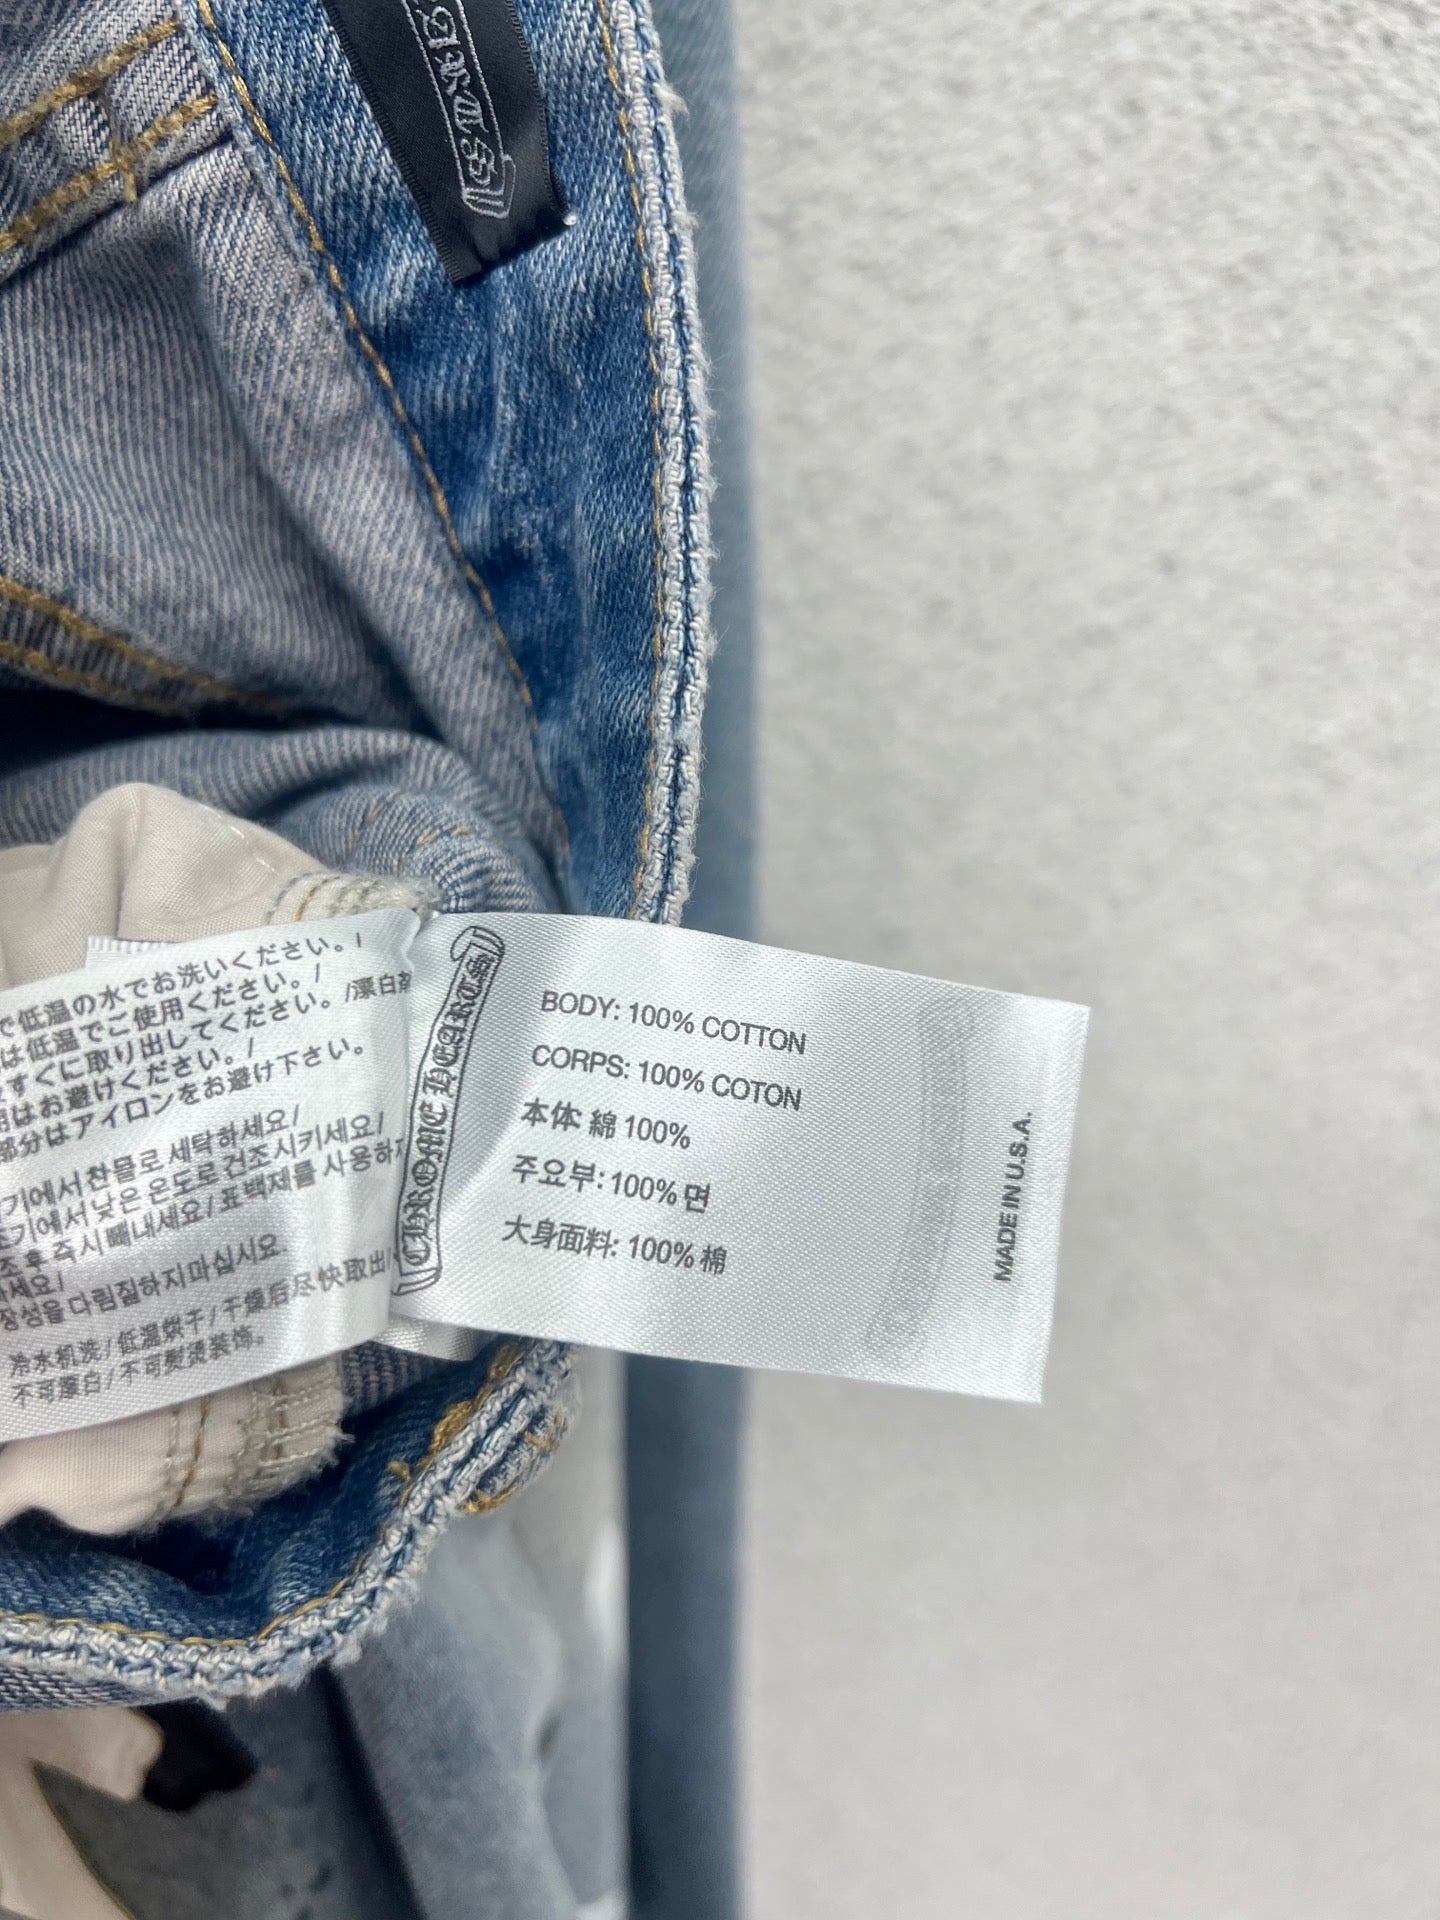 で低温の水でお洗いください。/
は低温でご使用ください。/
すぐに取り出してください。/漂白
用はお避けください。/
部分はアイロンをお避け下さい。
기에서 찬물로 세탁하세요/
기에서 낮은 온도로 건조시키세요/
조 후 즉시 빼내세요/ 표백제를 사용하지
세요/
장성을 다림질하지 마십시요.
冷水机洗/低温烘干/干燥后尽快取出/
不可漂白/不可熨烫装饰。
CHROME HEARTS
BODY: 100% COTTON
CORPS: 100% COTON
本体: 綿 100%
주요부: 100% 면
大身面料: 100% 棉
MADE IN U.S.A.